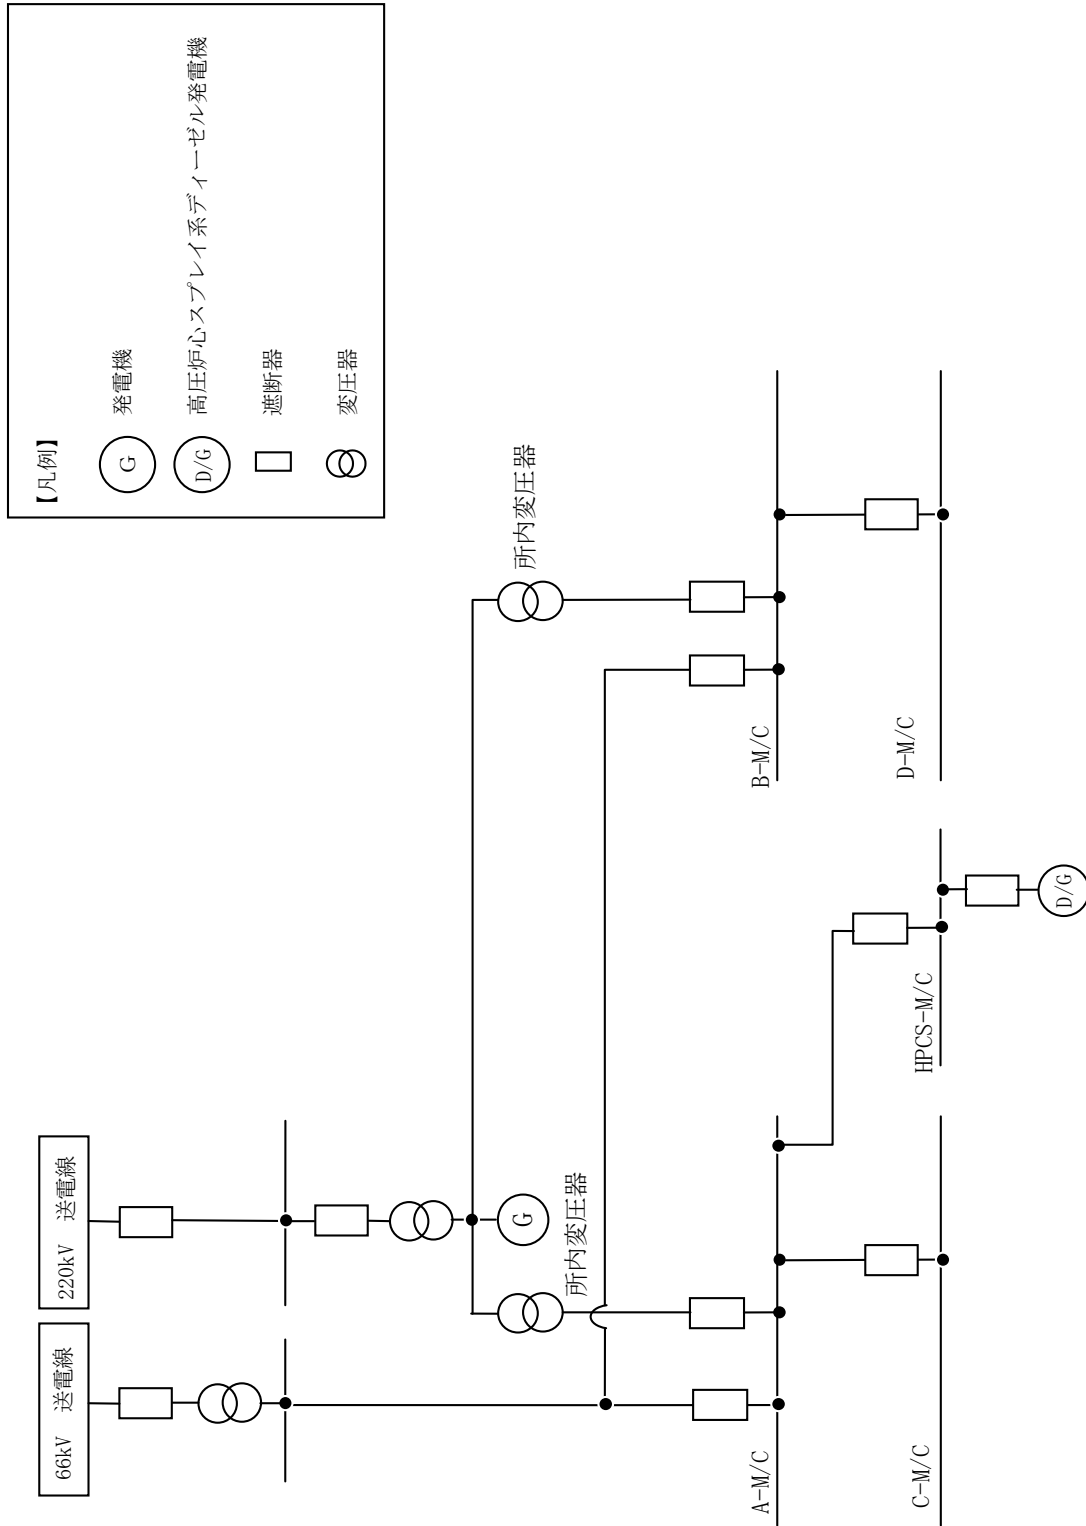 【凡例】
G 発電機
D/G 高圧炉心スプレイ系ディーゼル発電機
遮断器
変圧器
66kV 送電線
220kV 送電線
G
所内変圧器
所内変圧器
A-M/C
B-M/C
C-M/C
HPCS-M/C
D-M/C
D/G